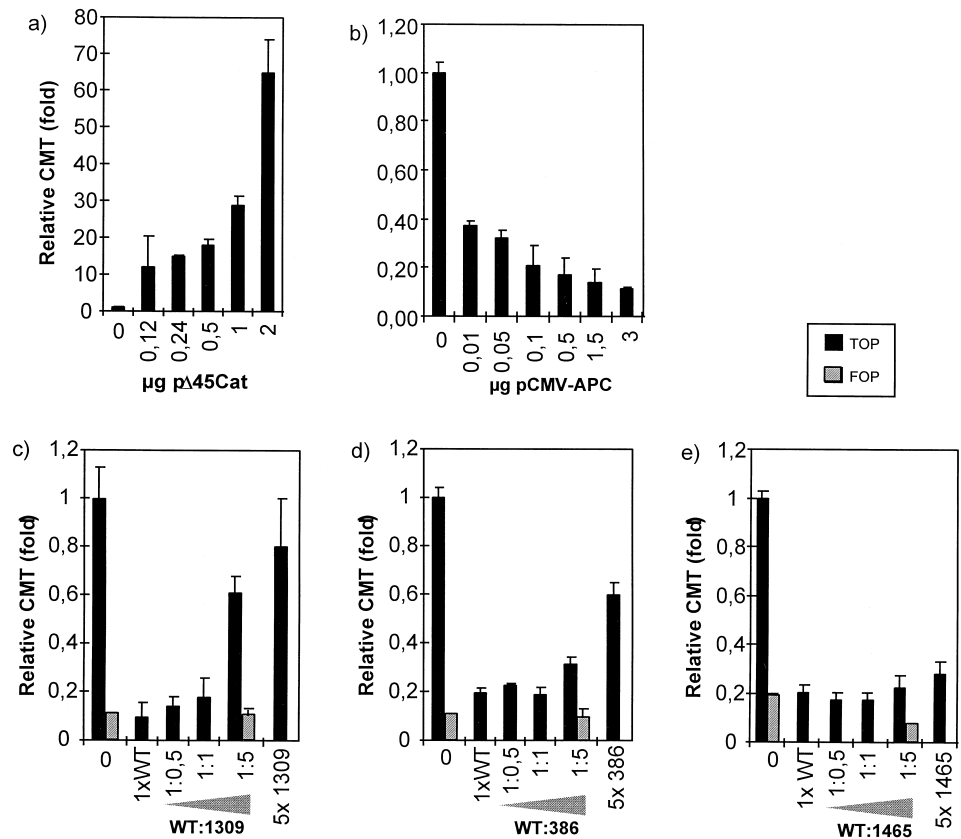 a)
Relative CMT (fold)
80
70
60
50
40
30
20
10
0
0 0,12 0,24 0,5 1 2
µg p∆45Cat
b)
1,20
1,00
0,80
0,60
0,40
0,20
0,00
0 0,01 0,05 0,1 0,5 1,5 3
µg pCMV-APC
TOP
FOP
c)
Relative CMT (fold)
1,2
1
0,8
0,6
0,4
0,2
0
0 1xWT 1:0,5 1:1 1:5 5x 1309
WT:1309
d)
Relative CMT (fold)
1,2
1
0,8
0,6
0,4
0,2
0
0 1xWT 1:0,5 1:1 1:5 5x 386
WT:386
e)
Relative CMT (fold)
1,2
1
0,8
0,6
0,4
0,2
0
0 1x WT 1:0,5 1:1 1:5 5x 1465
WT:1465